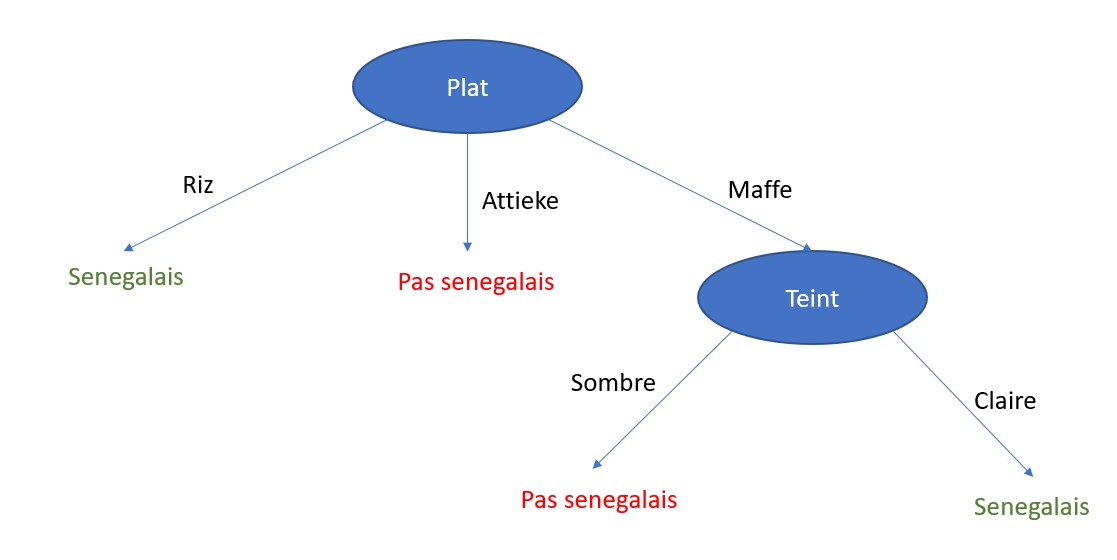 Plat
Riz
Attieke
Maffe
Senegalais
Pas senegalais
Teint
Sombre
Claire
Pas senegalais
Senegalais